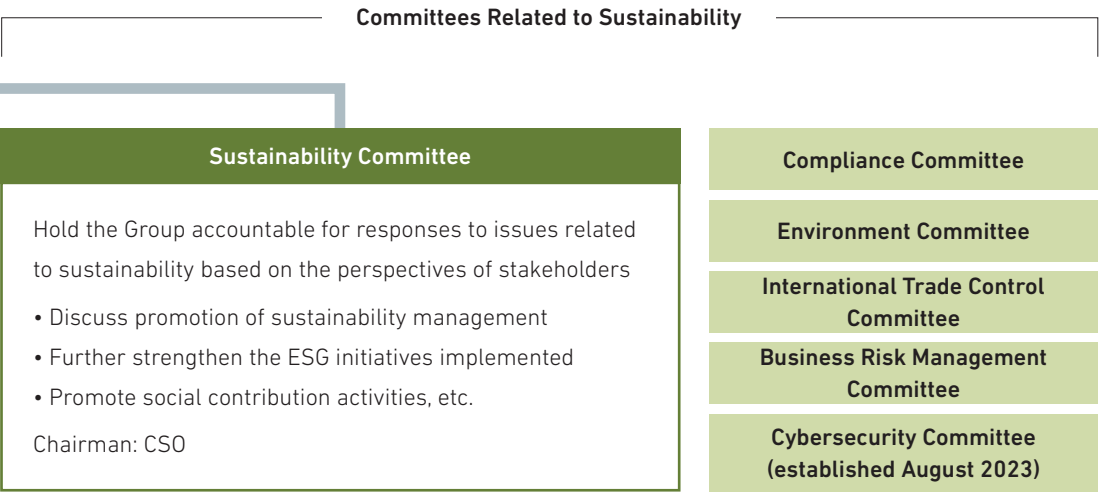 Committees Related to Sustainability
Sustainability Committee
Hold the Group accountable for responses to issues related
to sustainability based on the perspectives of stakeholders
• Discuss promotion of sustainability management
• Further strengthen the ESG initiatives implemented
• Promote social contribution activities, etc.
Chairman: CSO
Compliance Committee
Environment Committee
International Trade Control
Committee
Business Risk Management
Committee
Cybersecurity Committee
(established August 2023)